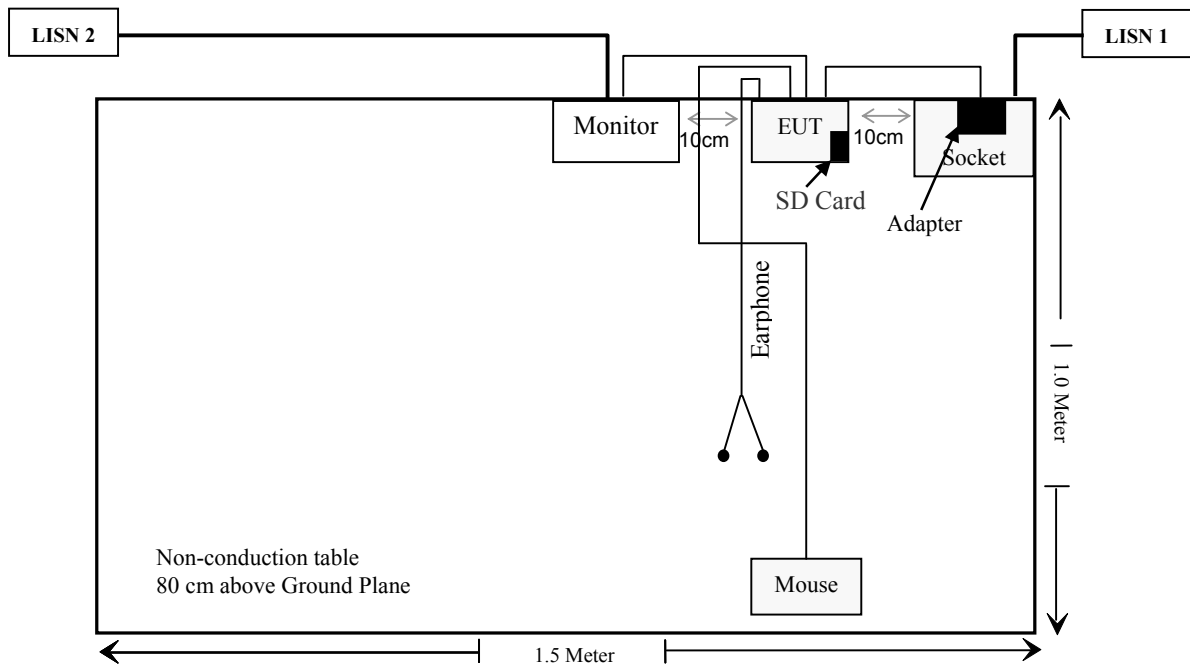 LISN 2
LISN 1
Monitor
10cm
EUT
10cm
Socket
SD Card
Adapter
Earphone
1.0 Meter
Non-conduction table
80 cm above Ground Plane
Mouse
1.5 Meter